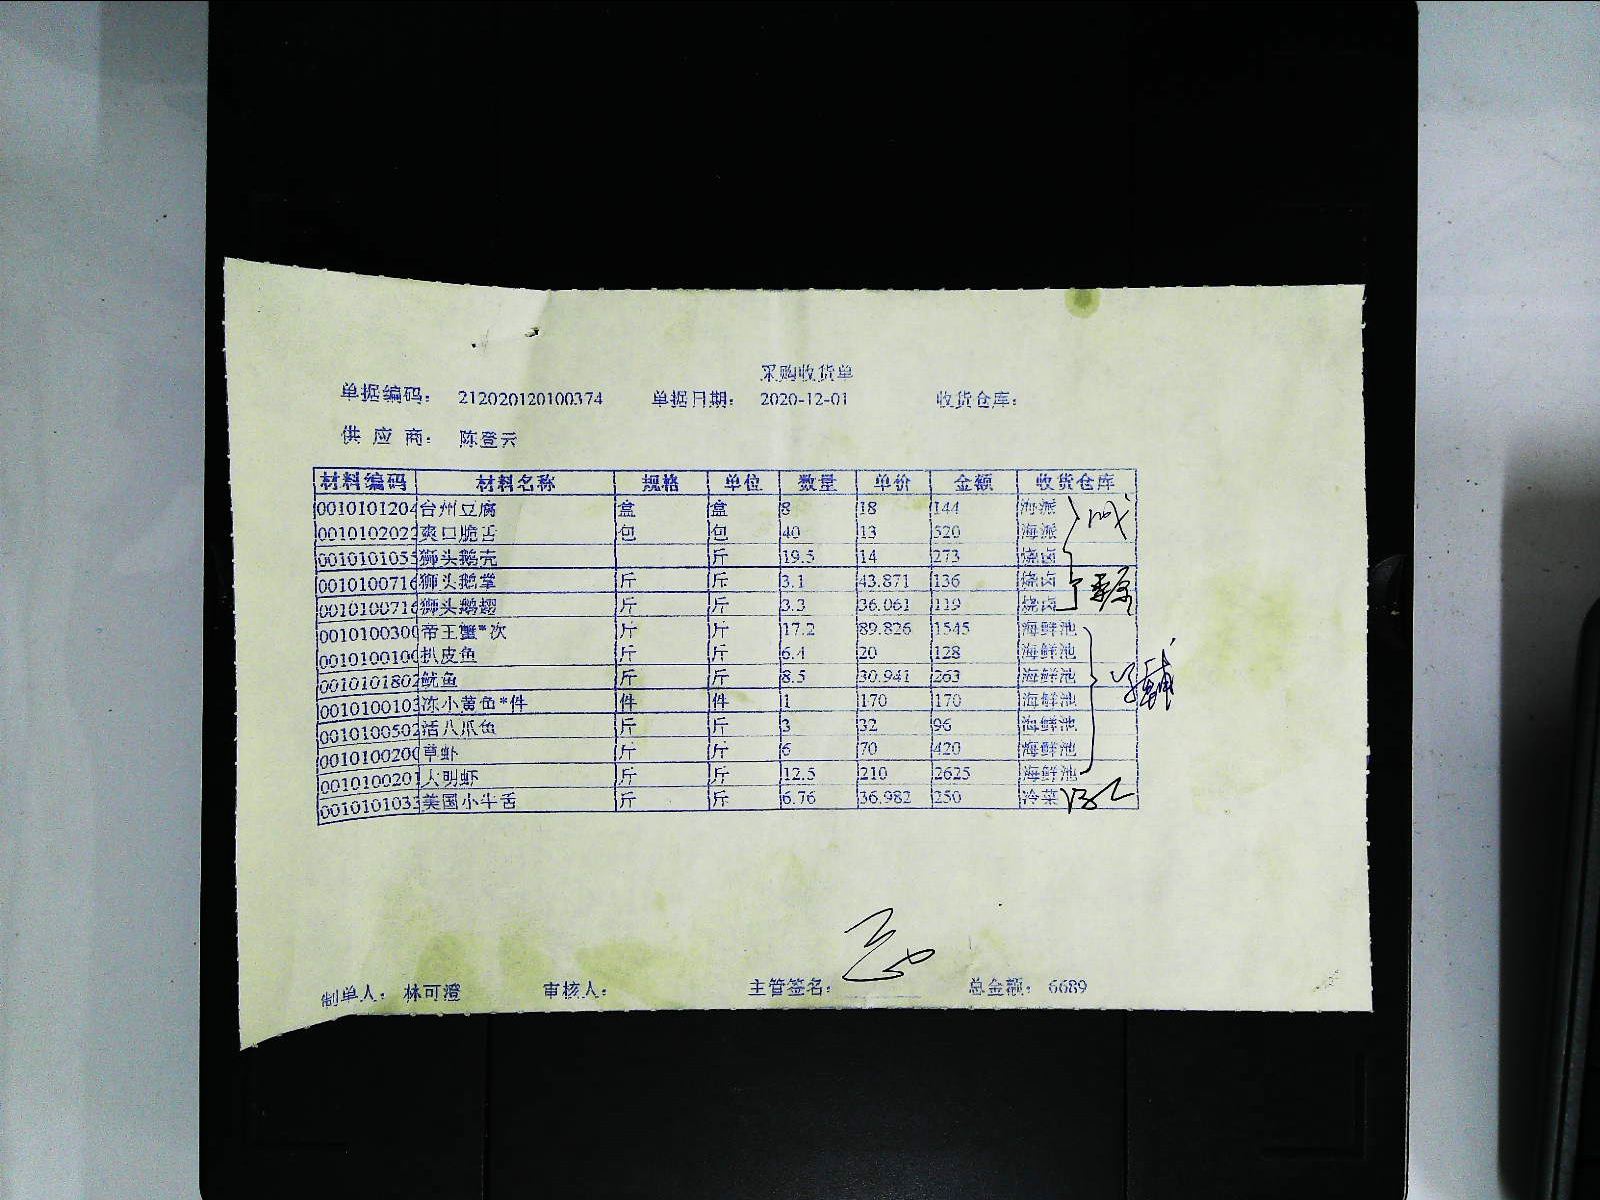 采购收货单
单据编码： 212020120100374 单据日期： 2020-12-01 收货仓库：
供 应 商： 陈登云
材料编码 材料名称 规格 单位 数量 单价 金额 收货仓库
0010101204 台州豆腐 盒 盒 8 18 144 海派
0010102022 爽口脆舌 包 包 40 13 520 海派
0010101055 狮头鹅壳 斤 19.5 14 273 烧卤
0010100716 狮头鹅掌 斤 斤 3.1 43.871 136 烧卤
0010100716 狮头鹅翅 斤 斤 3.3 36.061 119 烧卤
0010100300 帝王蟹*次 斤 斤 17.2 89.826 1545 海鲜池
0010100100 扒皮鱼 斤 斤 6.4 20 128 海鲜池
0010101802 鱿鱼 斤 斤 8.5 30.941 263 海鲜池
0010100103 冻小黄鱼*件 件 件 1 170 170 海鲜池
0010100502 活八爪鱼 斤 斤 3 32 96 海鲜池
0010100200 草虾 斤 斤 6 70 420 海鲜池
0010100201 大明虾 斤 斤 12.5 210 2625 海鲜池
0010101033 美国小牛舌 斤 斤 6.76 36.982 250 冷菜
制单人： 林可澄 审核人： 主管签名： 总金额： 6689